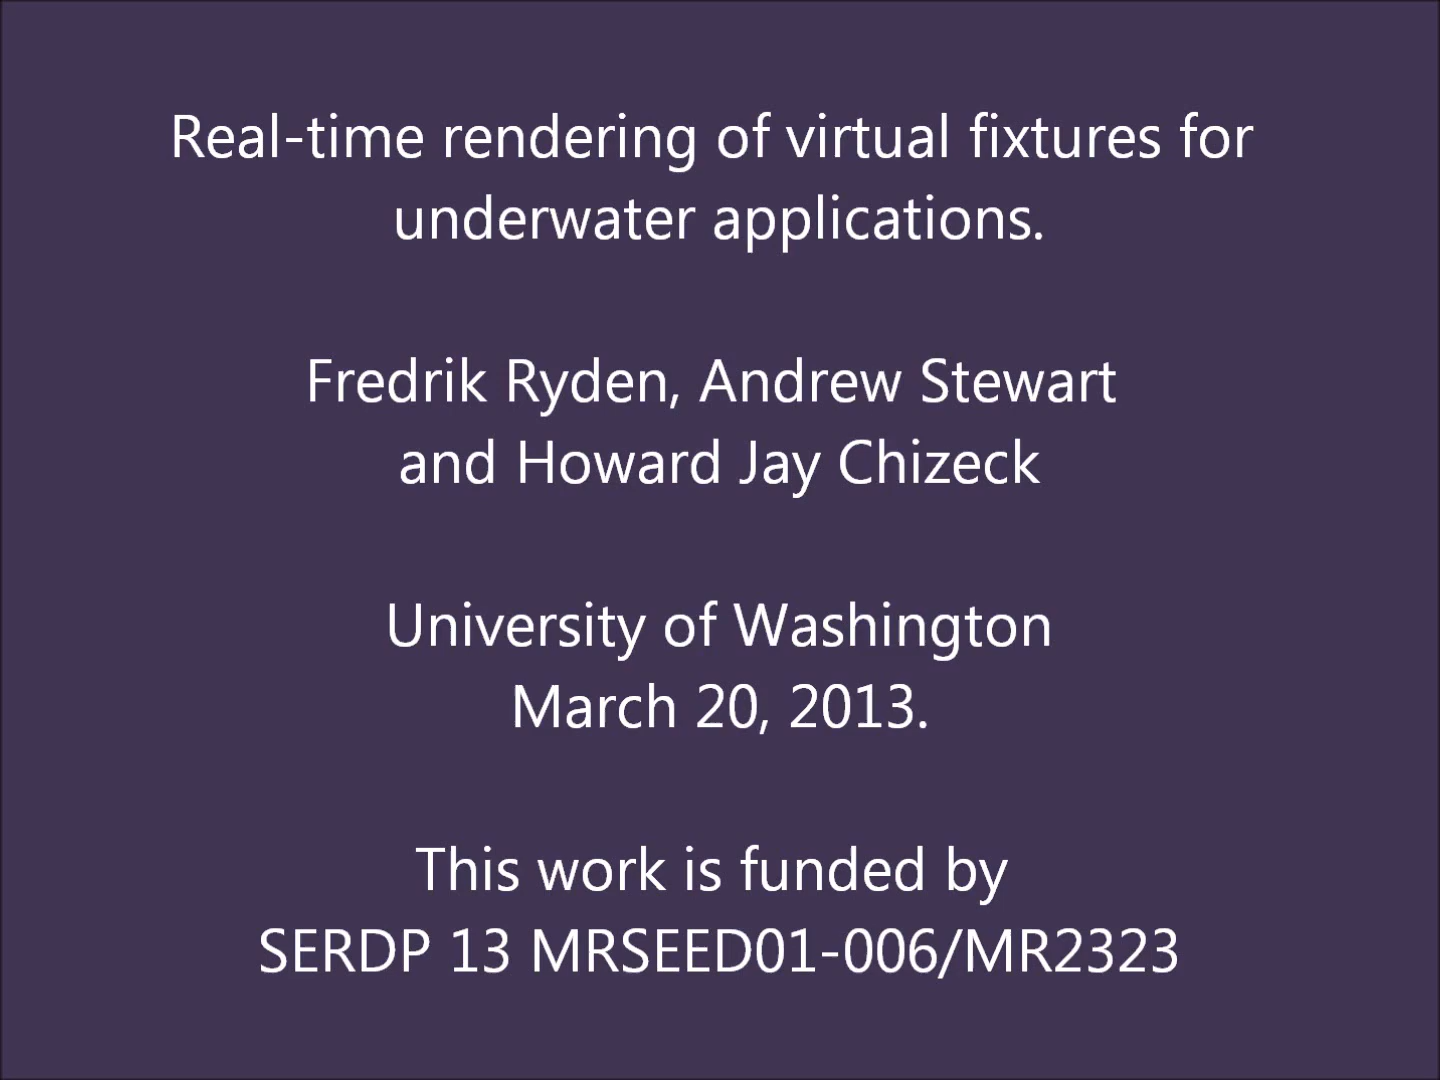 Real-time rendering of virtual fixtures for
underwater applications.
Fredrik Ryden, Andrew Stewart
and Howard Jay Chizeck
University of Washington
March 20, 2013.
This work is funded by
SERDP 13 MRSEED01-006/MR2323